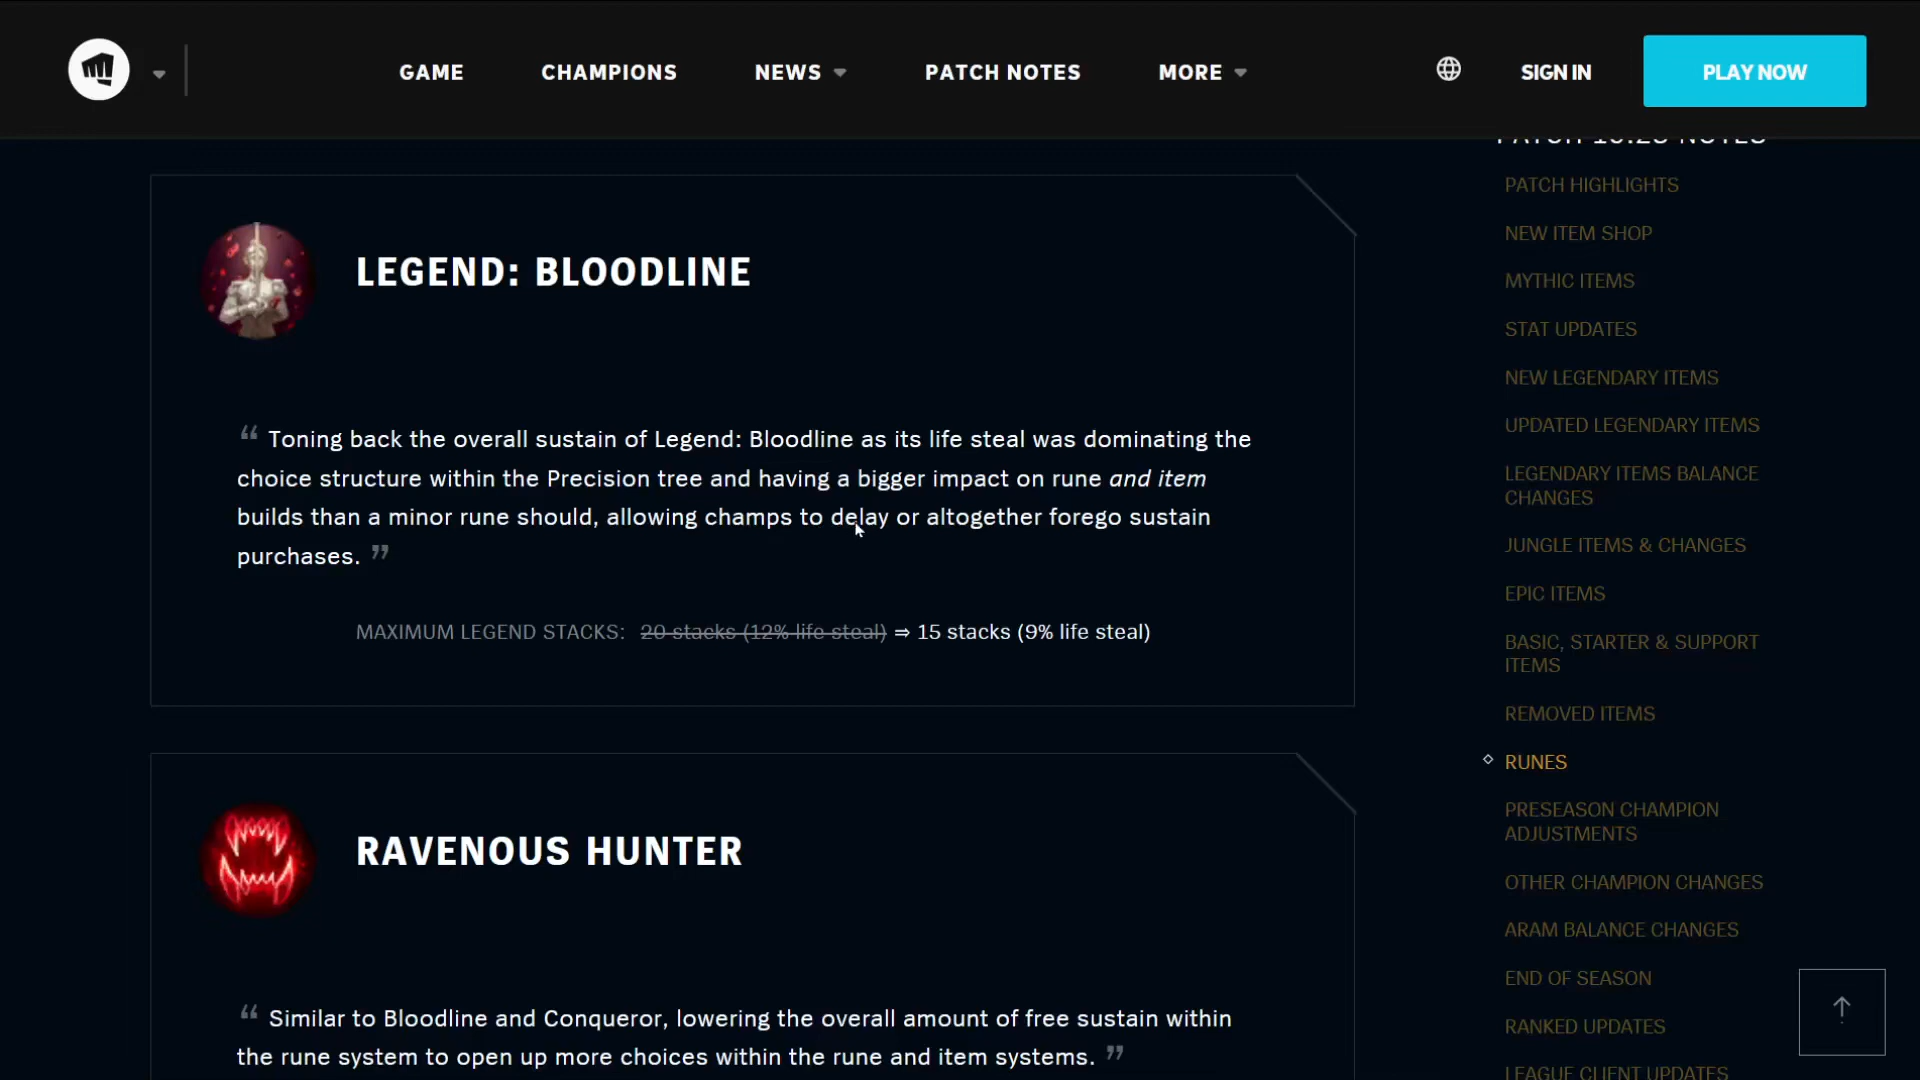 GAME CHAMPIONS NEWS PATCH NOTES MORE SIGN IN PLAY NOW
LEGEND: BLOODLINE
“ Toning back the overall sustain of Legend: Bloodline as its life steal was dominating the
choice structure within the Precision tree and having a bigger impact on rune and item
builds than a minor rune should, allowing champs to delay or altogether forego sustain
purchases. ”
MAXIMUM LEGEND STACKS: 20 stacks (12% life steal) ⇒ 15 stacks (9% life steal)
RAVENOUS HUNTER
“ Similar to Bloodline and Conqueror, lowering the overall amount of free sustain within
the rune system to open up more choices within the rune and item systems. ”
PATCH HIGHLIGHTS
NEW ITEM SHOP
MYTHIC ITEMS
STAT UPDATES
NEW LEGENDARY ITEMS
UPDATED LEGENDARY ITEMS
LEGENDARY ITEMS BALANCE
CHANGES
JUNGLE ITEMS & CHANGES
EPIC ITEMS
BASIC, STARTER & SUPPORT
ITEMS
REMOVED ITEMS
RUNES
PRESEASON CHAMPION
ADJUSTMENTS
OTHER CHAMPION CHANGES
ARAM BALANCE CHANGES
END OF SEASON
RANKED UPDATES
LEAGUE CLIENT UPDATES